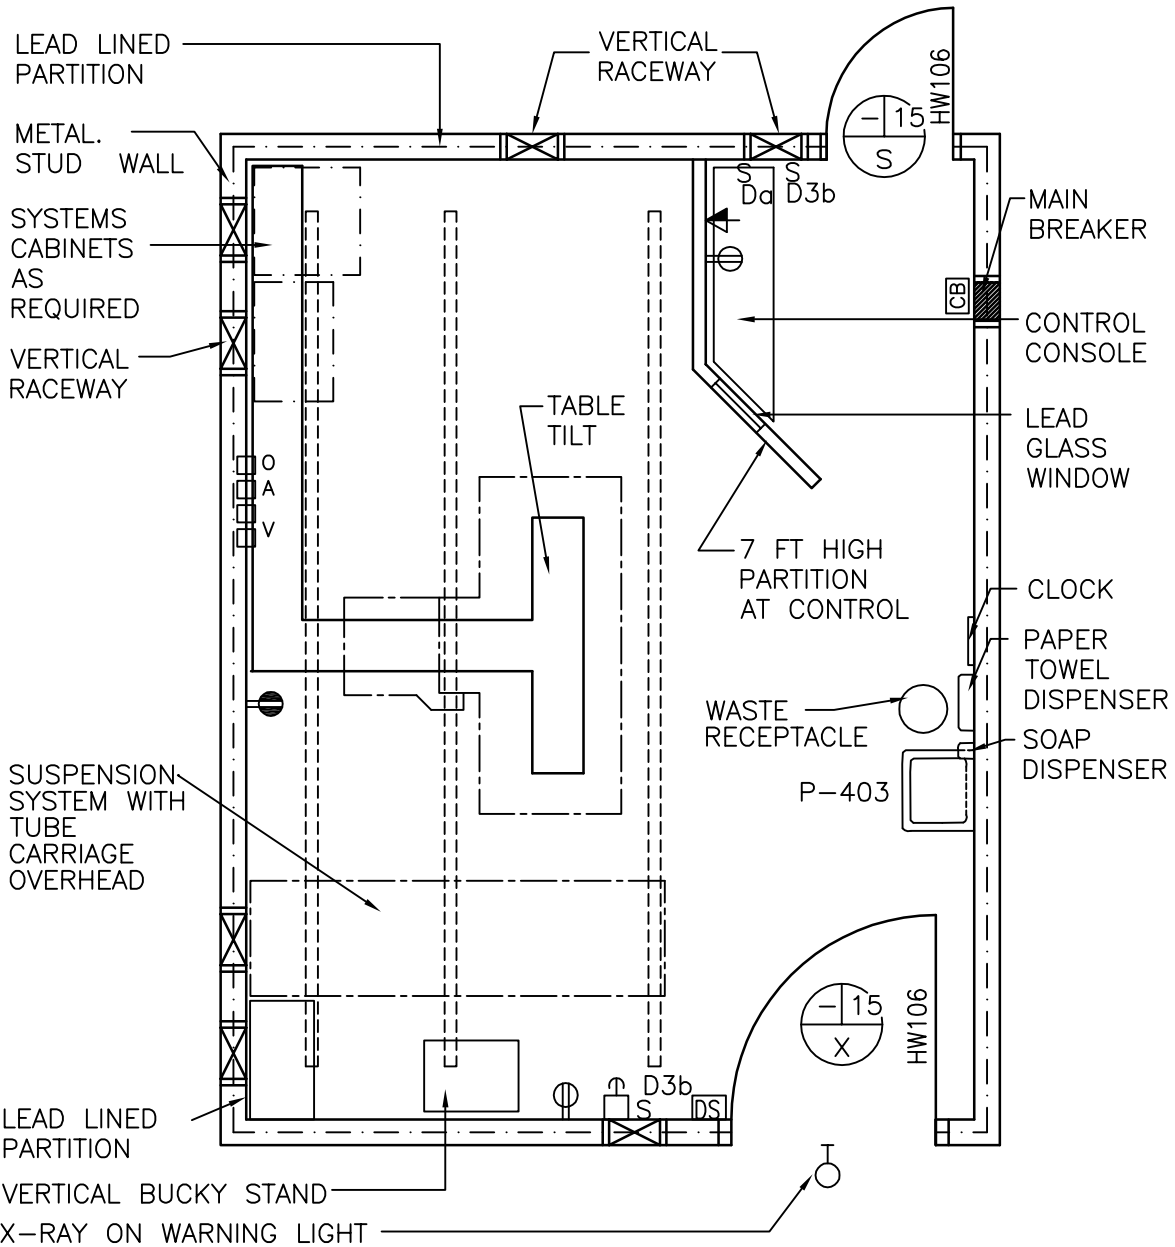 LEAD LINED
PARTITION
VERTICAL
RACEWAY
HW106
-15
S
METAL.
STUD WALL
S S
Da D3b
SYSTEMS
CABINETS
AS
REQUIRED
MAIN
BREAKER
CB
VERTICAL
RACEWAY
CONTROL
CONSOLE
TABLE
TILT
LEAD
GLASS
WINDOW
O
A
V
7 FT HIGH
PARTITION
AT CONTROL
CLOCK
PAPER
TOWEL
DISPENSER
WASTE
RECEPTACLE
SOAP
DISPENSER
P-403
SUSPENSION
SYSTEM WITH
TUBE
CARRIAGE
OVERHEAD
-15
X
HW106
D3b
S
DS
LEAD LINED
PARTITION
VERTICAL BUCKY STAND
X-RAY ON WARNING LIGHT